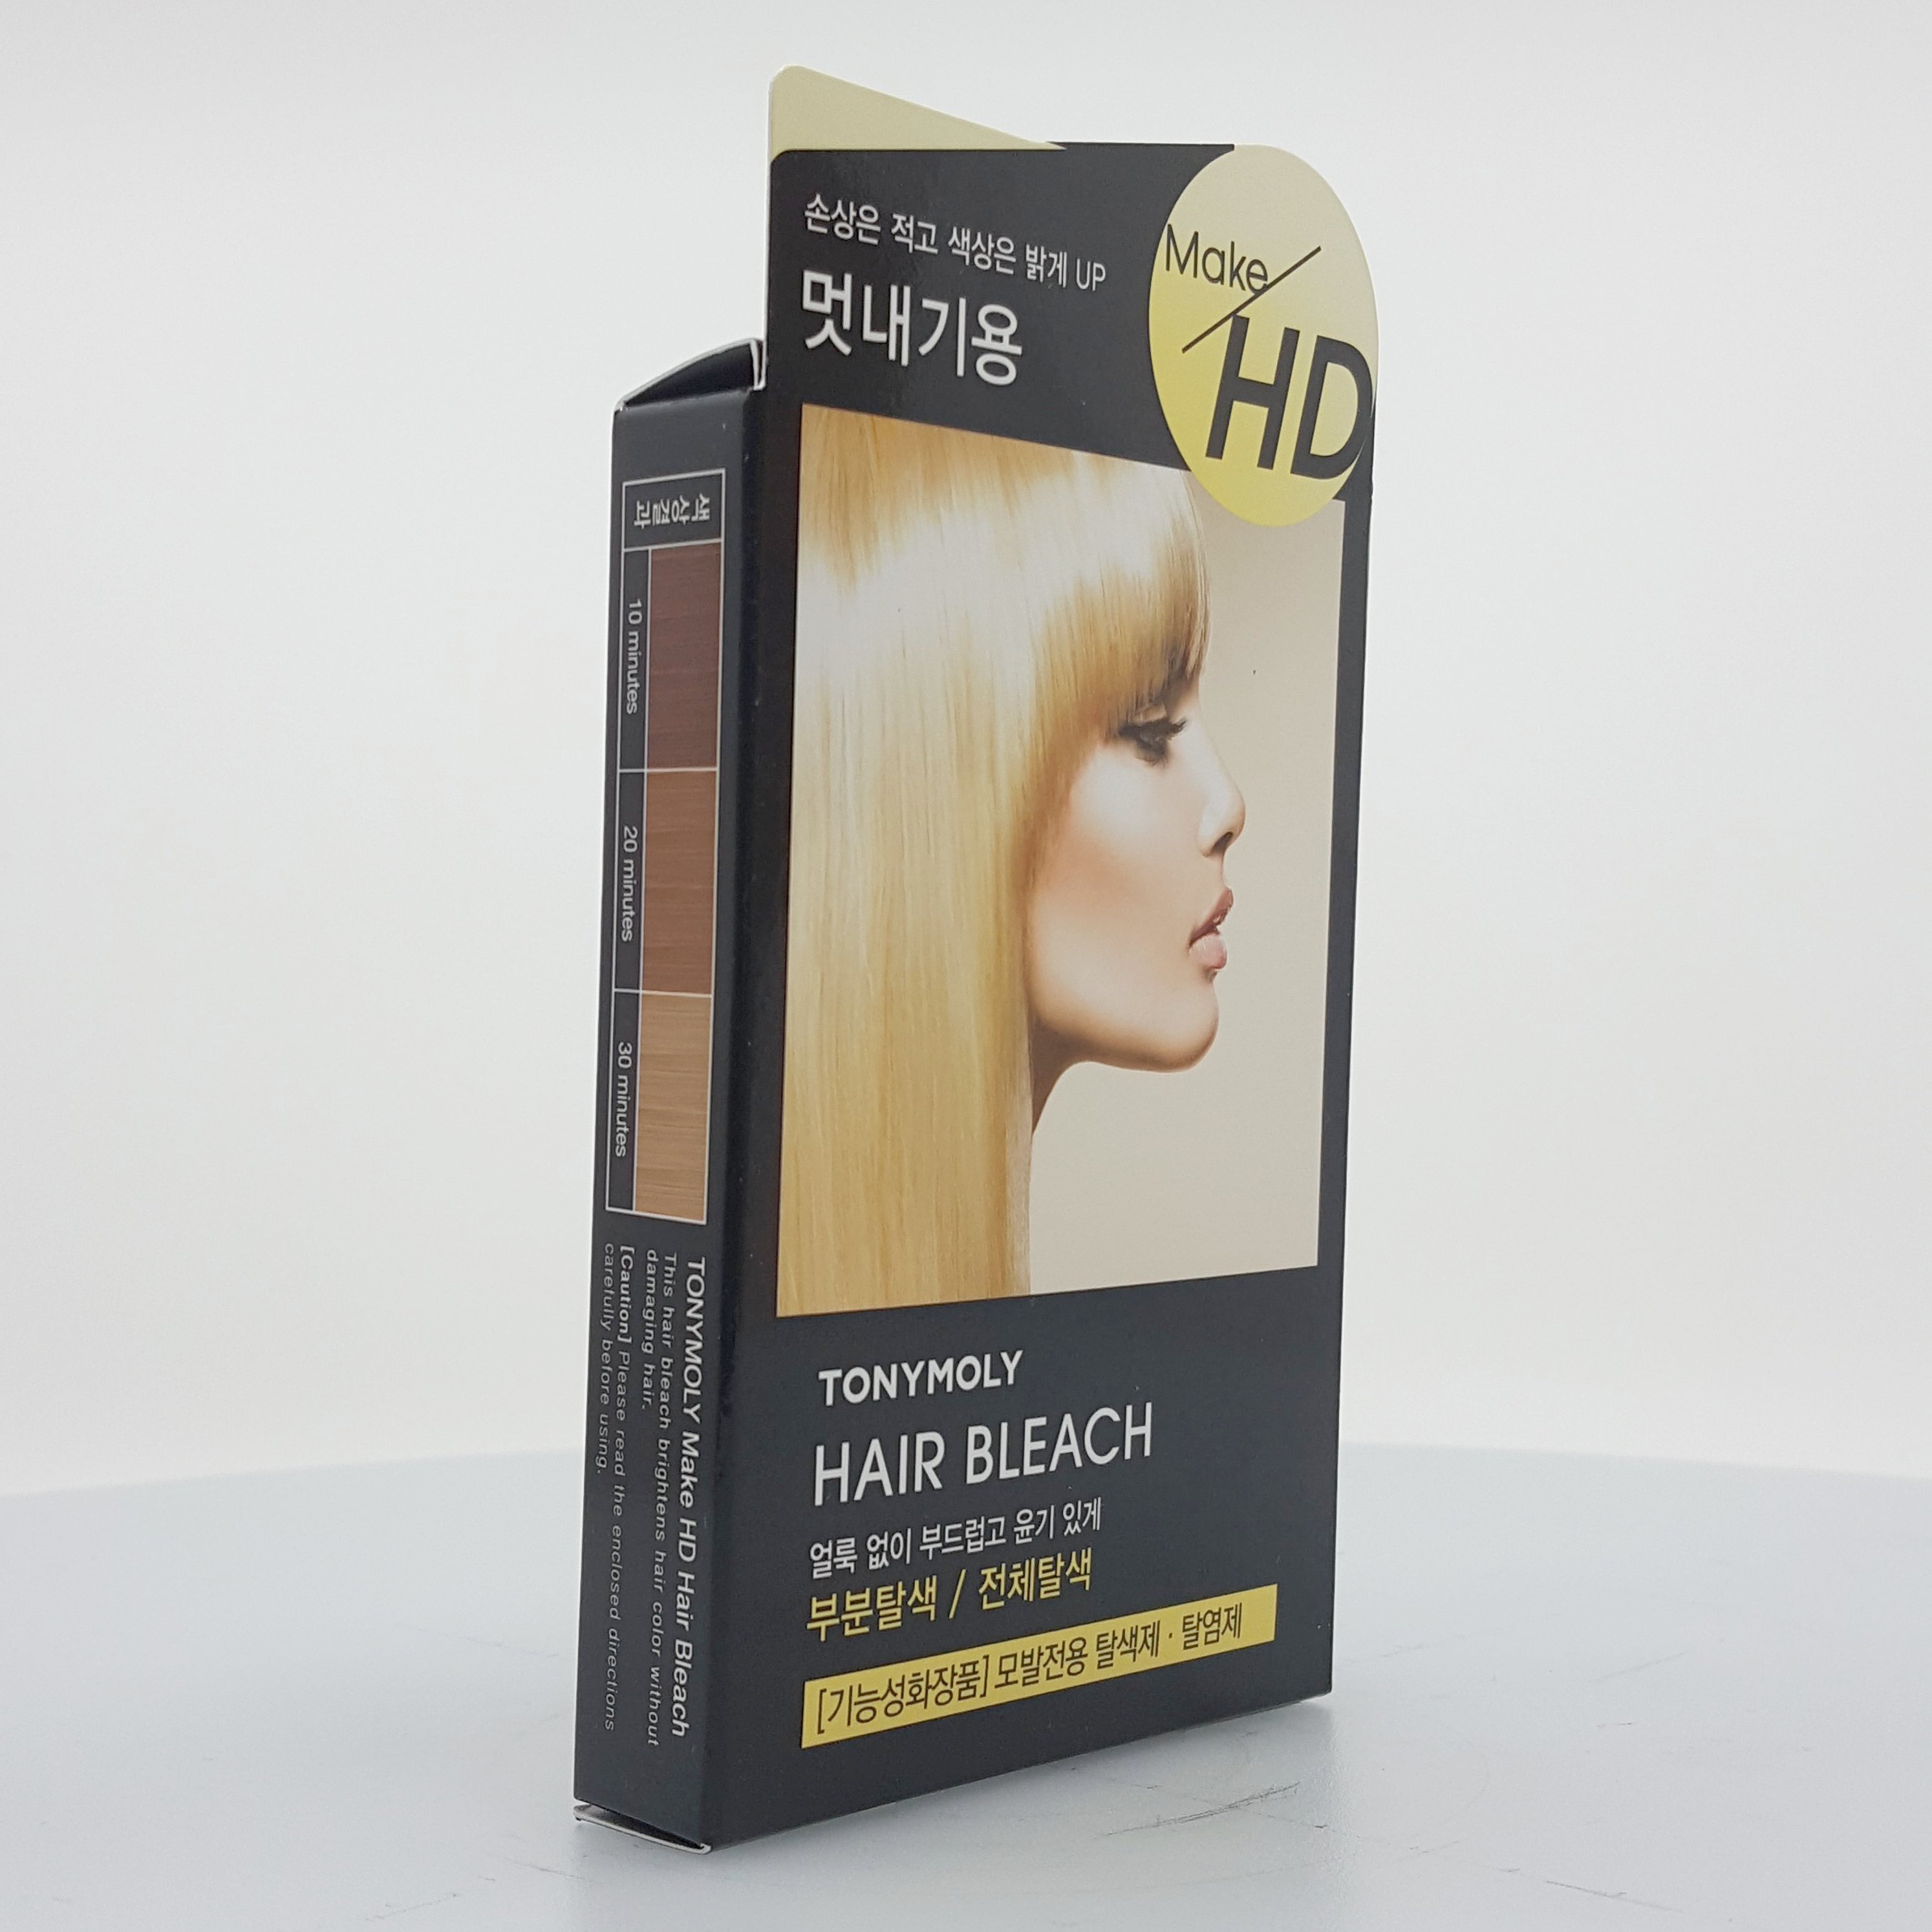 손상은 적고 색상은 밝게 UP
멋내기용
Make
HD
TONYMOLY
HAIR BLEACH
얼룩 없이 부드럽고 윤기 있게
부분탈색 / 전체탈색
[기능성화장품] 모발전용 탈색제 · 탈염제
색상결과
10 minutes
20 minutes
30 minutes
TONYMOLY Make HD Hair Bleach
This hair bleach brightens hair color without
damaging hair.
[Caution] Please read the enclosed directions
carefully before using.